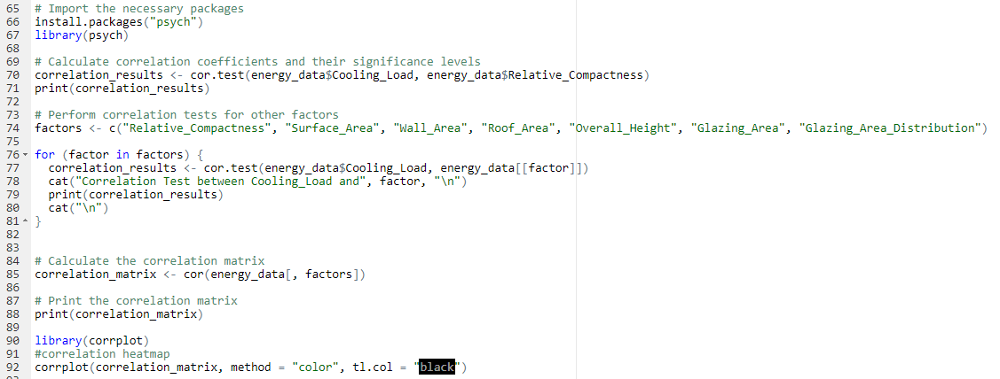 65 # Import the necessary packages
66 install.packages("psych")
67 library(psych)
68
69 # Calculate correlation coefficients and their significance levels
70 correlation_results <- cor.test(energy_data$Cooling_Load, energy_data$Relative_Compactness)
71 print(correlation_results)
72
73 # Perform correlation tests for other factors
74 factors <- c("Relative_Compactness", "Surface_Area", "Wall_Area", "Roof_Area", "Overall_Height", "Glazing_Area", "Glazing_Area_Distribution")
75
76 for (factor in factors) {
77   correlation_results <- cor.test(energy_data$Cooling_Load, energy_data[[factor]])
78   cat("Correlation Test between Cooling_Load and", factor, "\n")
79   print(correlation_results)
80   cat("\n")
81 }
82
83
84 # Calculate the correlation matrix
85 correlation_matrix <- cor(energy_data[, factors])
86
87 # Print the correlation matrix
88 print(correlation_matrix)
89
90 library(corrplot)
91 #correlation heatmap
92 corrplot(correlation_matrix, method = "color", tl.col = "black")